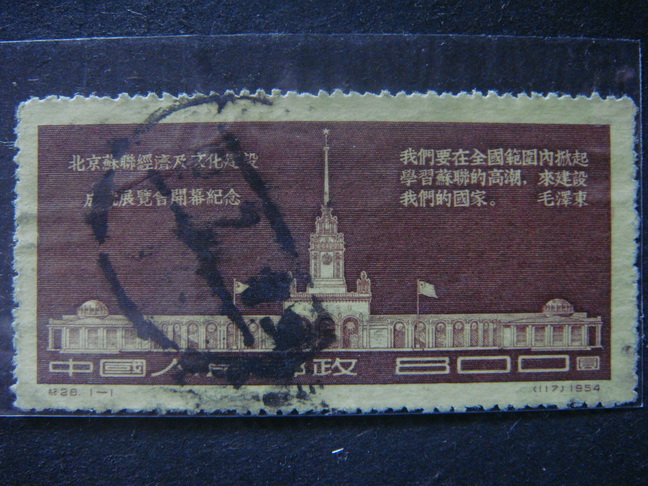 北京蘇聯經濟及文化建設
成就展覽會開幕紀念
我們要在全國範圍內掀起
學習蘇聯的高潮，來建設
我們的國家。 毛澤東
中國人民郵政 800圓
紀28. 1—1 (117) 1954